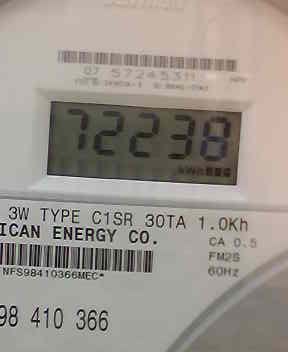 07 57245311
72238
kWh
3W TYPE C1SR 30TA 1.0Kh
ICAN ENERGY CO.
CA 0.5
FM2S
NFS98410366MEC*
60Hz
98 410 366